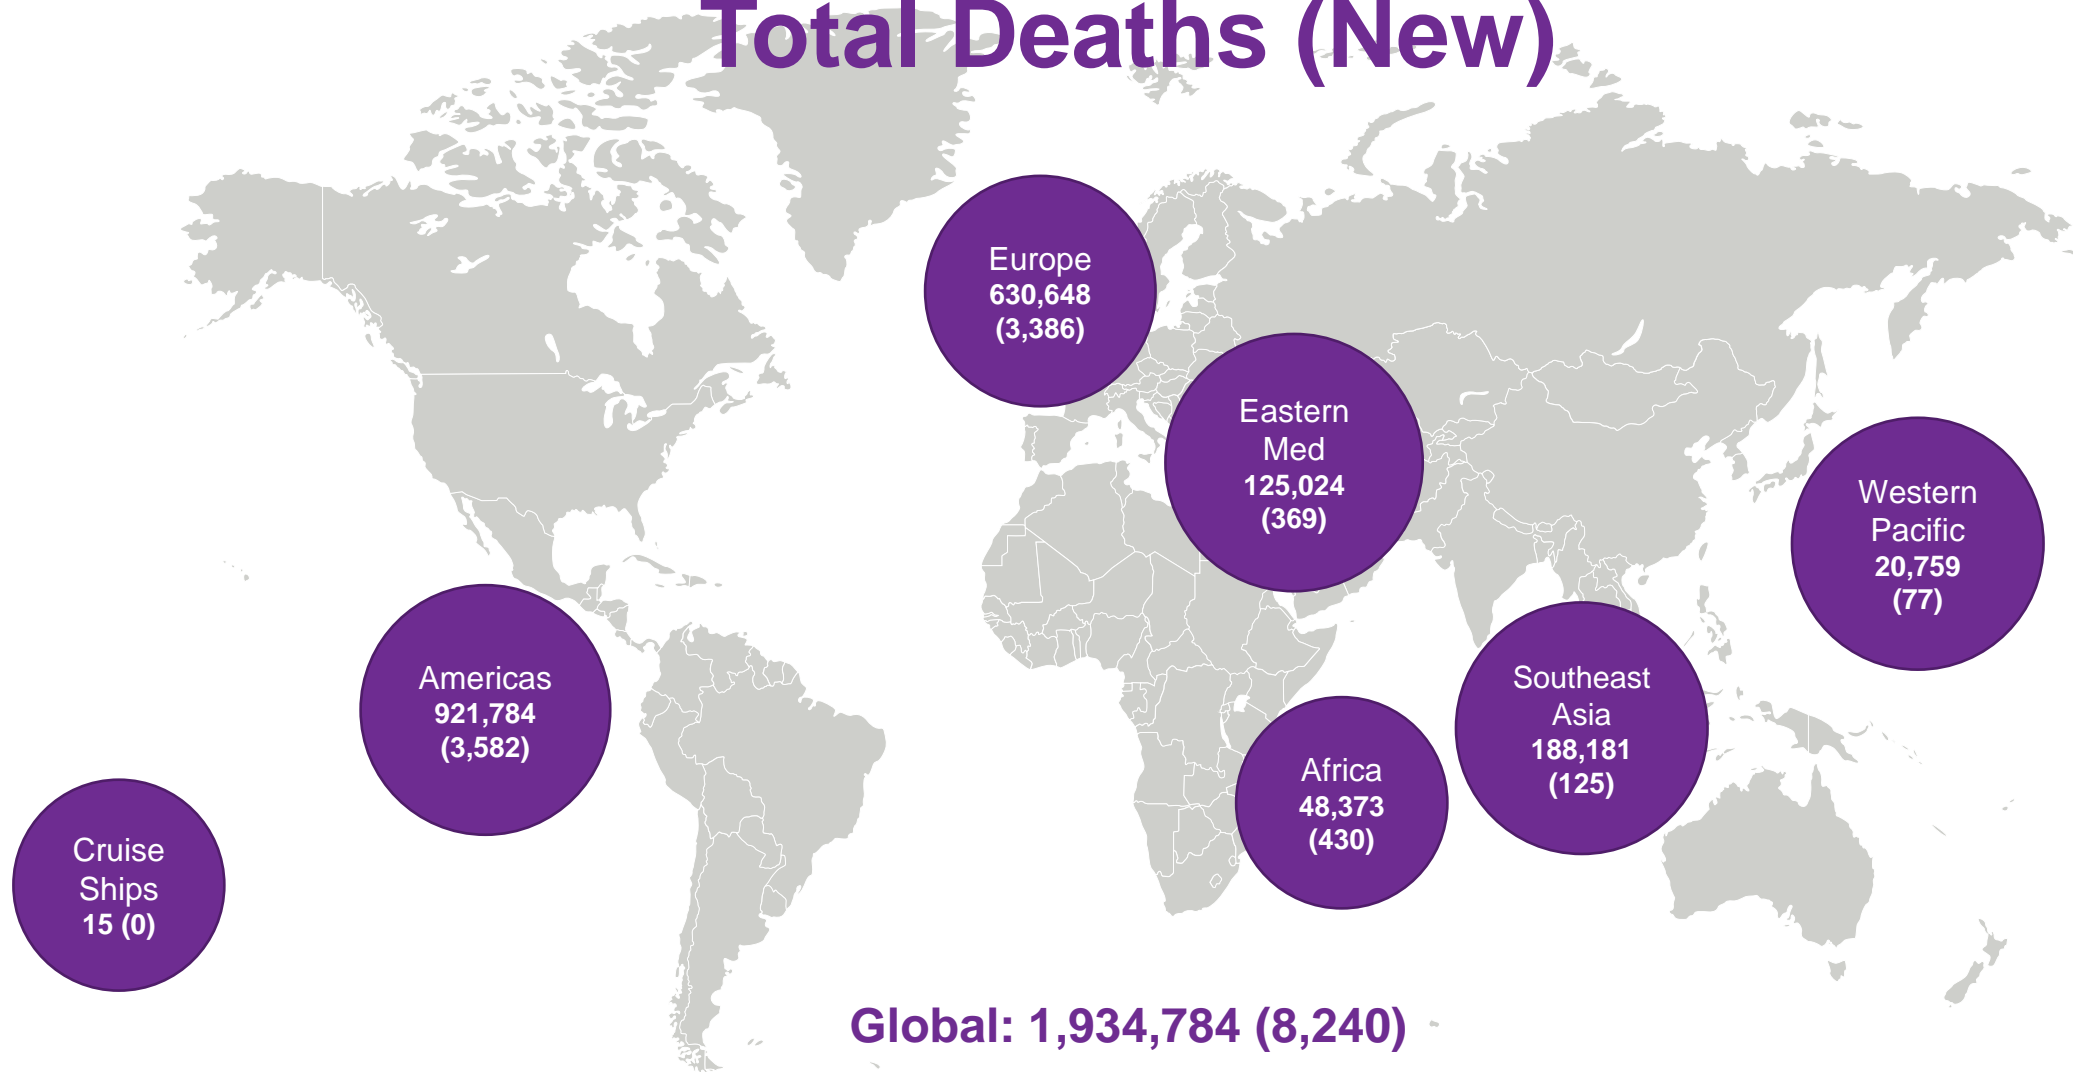 Total Deaths (New)
Europe
630,648
(3,386)
Eastern
Med
125,024
(369)
Western
Pacific
20,759
(77)
Americas
921,784
(3,582)
Southeast
Asia
188,181
(125)
Africa
48,373
(430)
Cruise
Ships
15 (0)
Global: 1,934,784 (8,240)